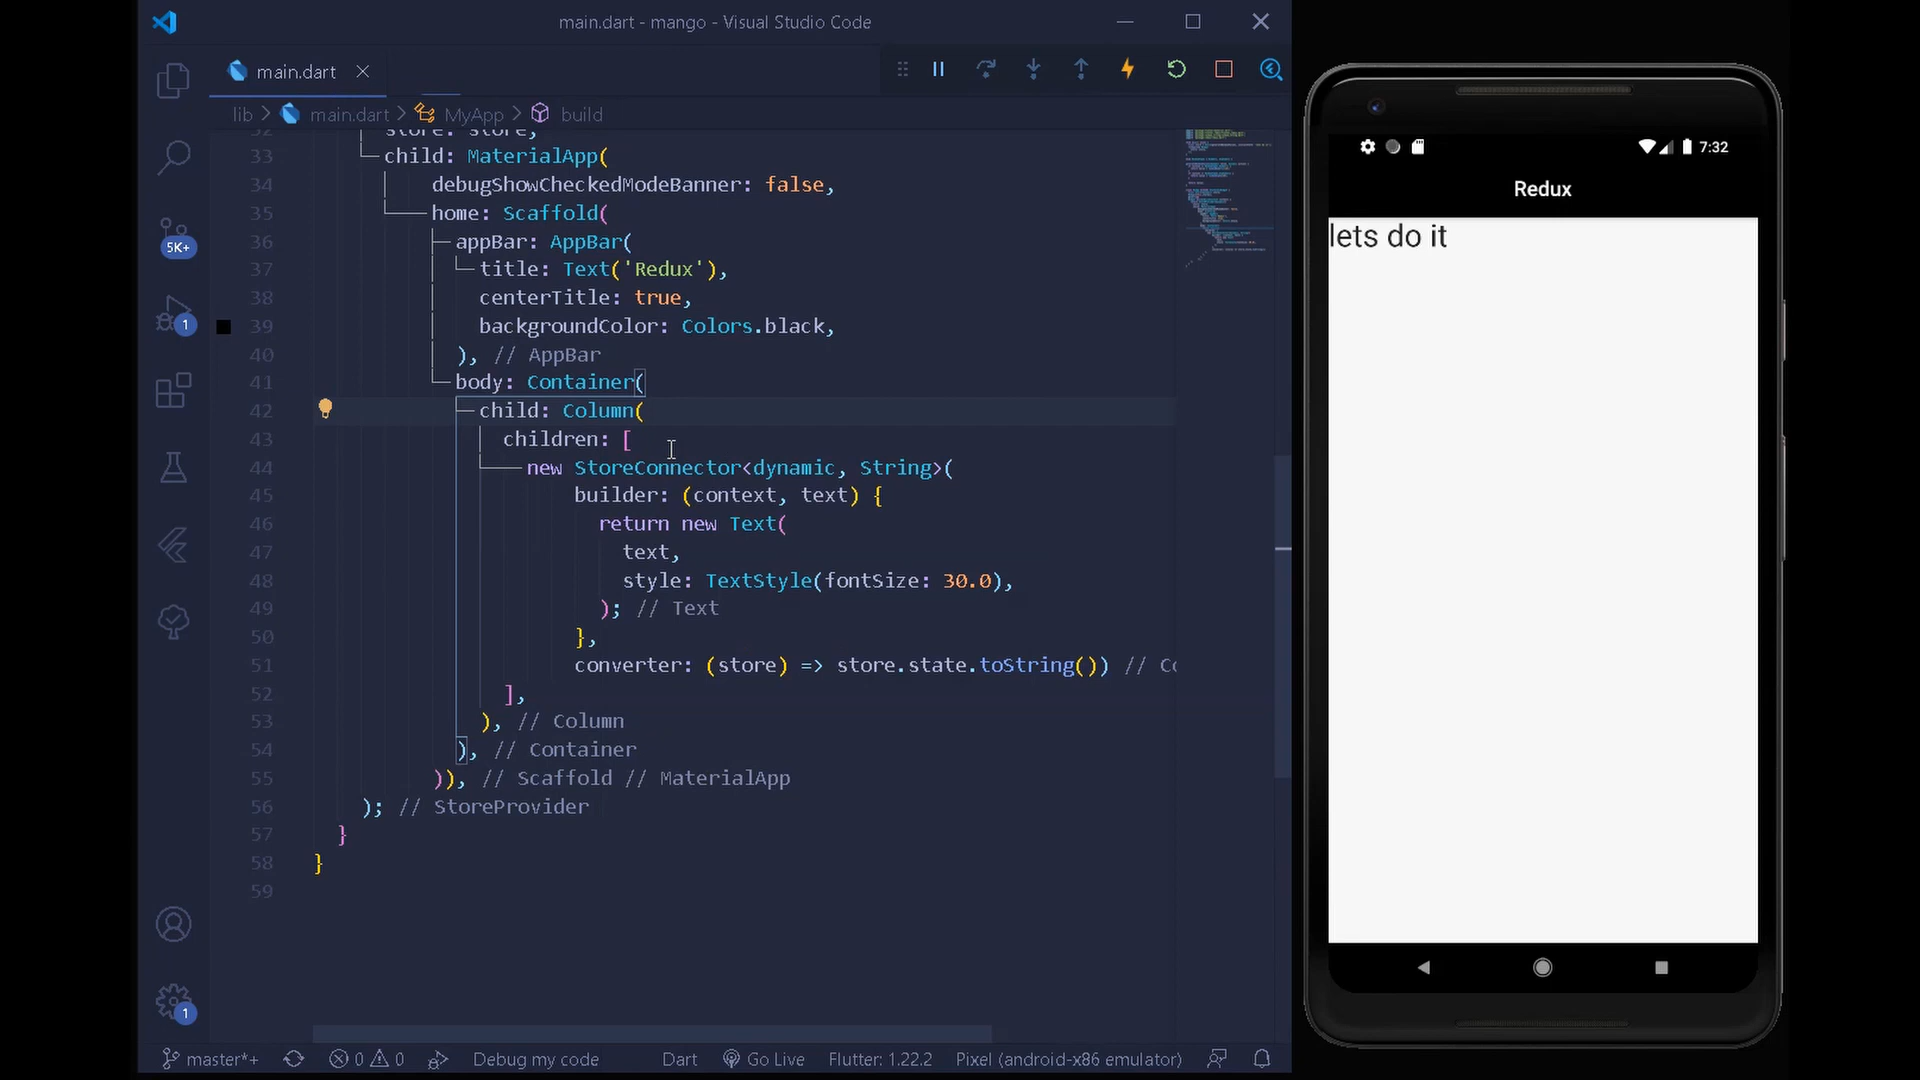 main.dart - mango - Visual Studio Code
main.dart
lib > main.dart > MyApp > build
32 store: store,
33 child: MaterialApp(
34 debugShowCheckedModeBanner: false,
35 home: Scaffold(
36 appBar: AppBar(
37 title: Text('Redux'),
38 centerTitle: true,
39 backgroundColor: Colors.black,
40 ), // AppBar
41 body: Container(
42 child: Column(
43 children: [
44 new StoreConnector<dynamic, String>(
45 builder: (context, text) {
46 return new Text(
47 text,
48 style: TextStyle(fontSize: 30.0),
49 ); // Text
50 },
51 converter: (store) => store.state.toString()) // Co
52 ],
53 ), // Column
54 ), // Container
55 )), // Scaffold // MaterialApp
56 ); // StoreProvider
57 }
58 }
59
5K+
1
1
master*+ 0 0 Debug my code Dart Go Live Flutter: 1.22.2 Pixel (android-x86 emulator)
7:32
Redux
lets do it